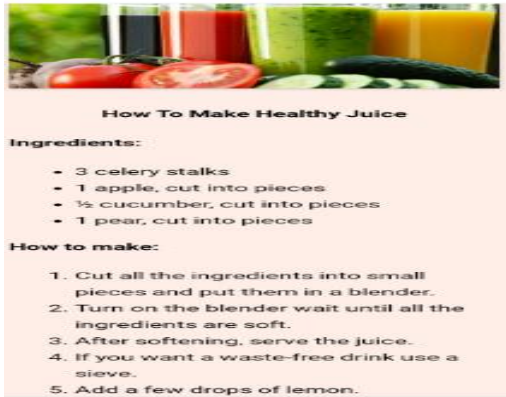 How To Make Healthy Juice
Ingredients:
• 3 celery stalks
• 1 apple, cut into pieces
• ½ cucumber, cut into pieces
• 1 pear, cut into pieces
How to make:
1. Cut all the ingredients into small
pieces and put them in a blender.
2. Turn on the blender wait until all the
ingredients are soft.
3. After softening, serve the juice.
4. If you want a waste-free drink use a
sieve.
5. Add a few drops of lemon.